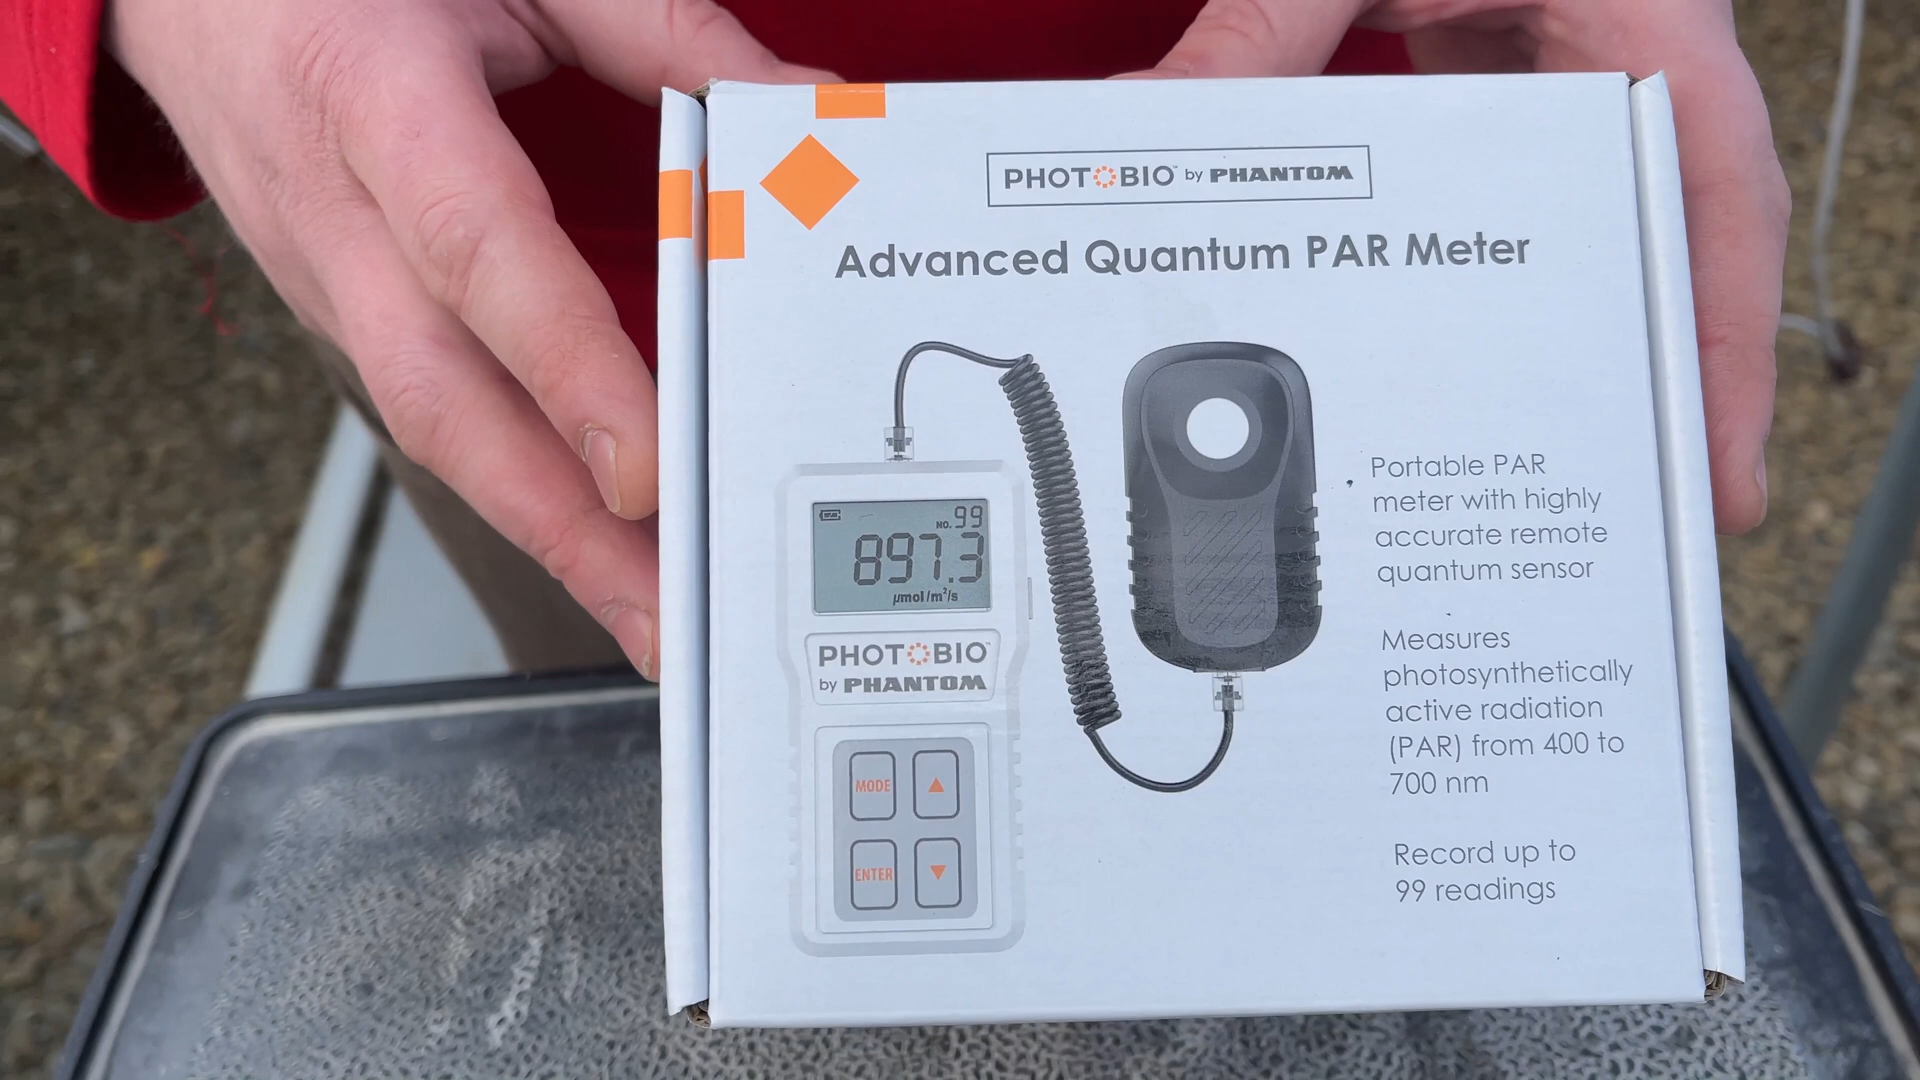 PHOTOBIO™ by PHANTOM
Advanced Quantum PAR Meter
NO. 99
897.3
µmol/m²/s
PHOTOBIO™
by PHANTOM
MODE
ENTER
Portable PAR
meter with highly
accurate remote
quantum sensor
Measures
photosynthetically
active radiation
(PAR) from 400 to
700 nm
Record up to
99 readings